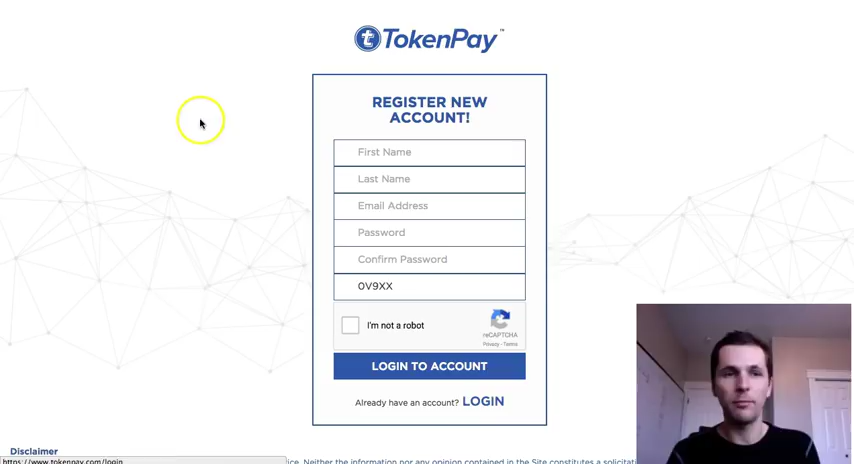 TokenPay™
REGISTER NEW
ACCOUNT!
First Name
Last Name
Email Address
Password
Confirm Password
0V9XX
I'm not a robot
reCAPTCHA
Privacy - Terms
LOGIN TO ACCOUNT
Already have an account? LOGIN
Disclaimer
https://www.tokenpay.com/login
ice. Neither the information nor any opinion contained in the Site constitutes a solicitati